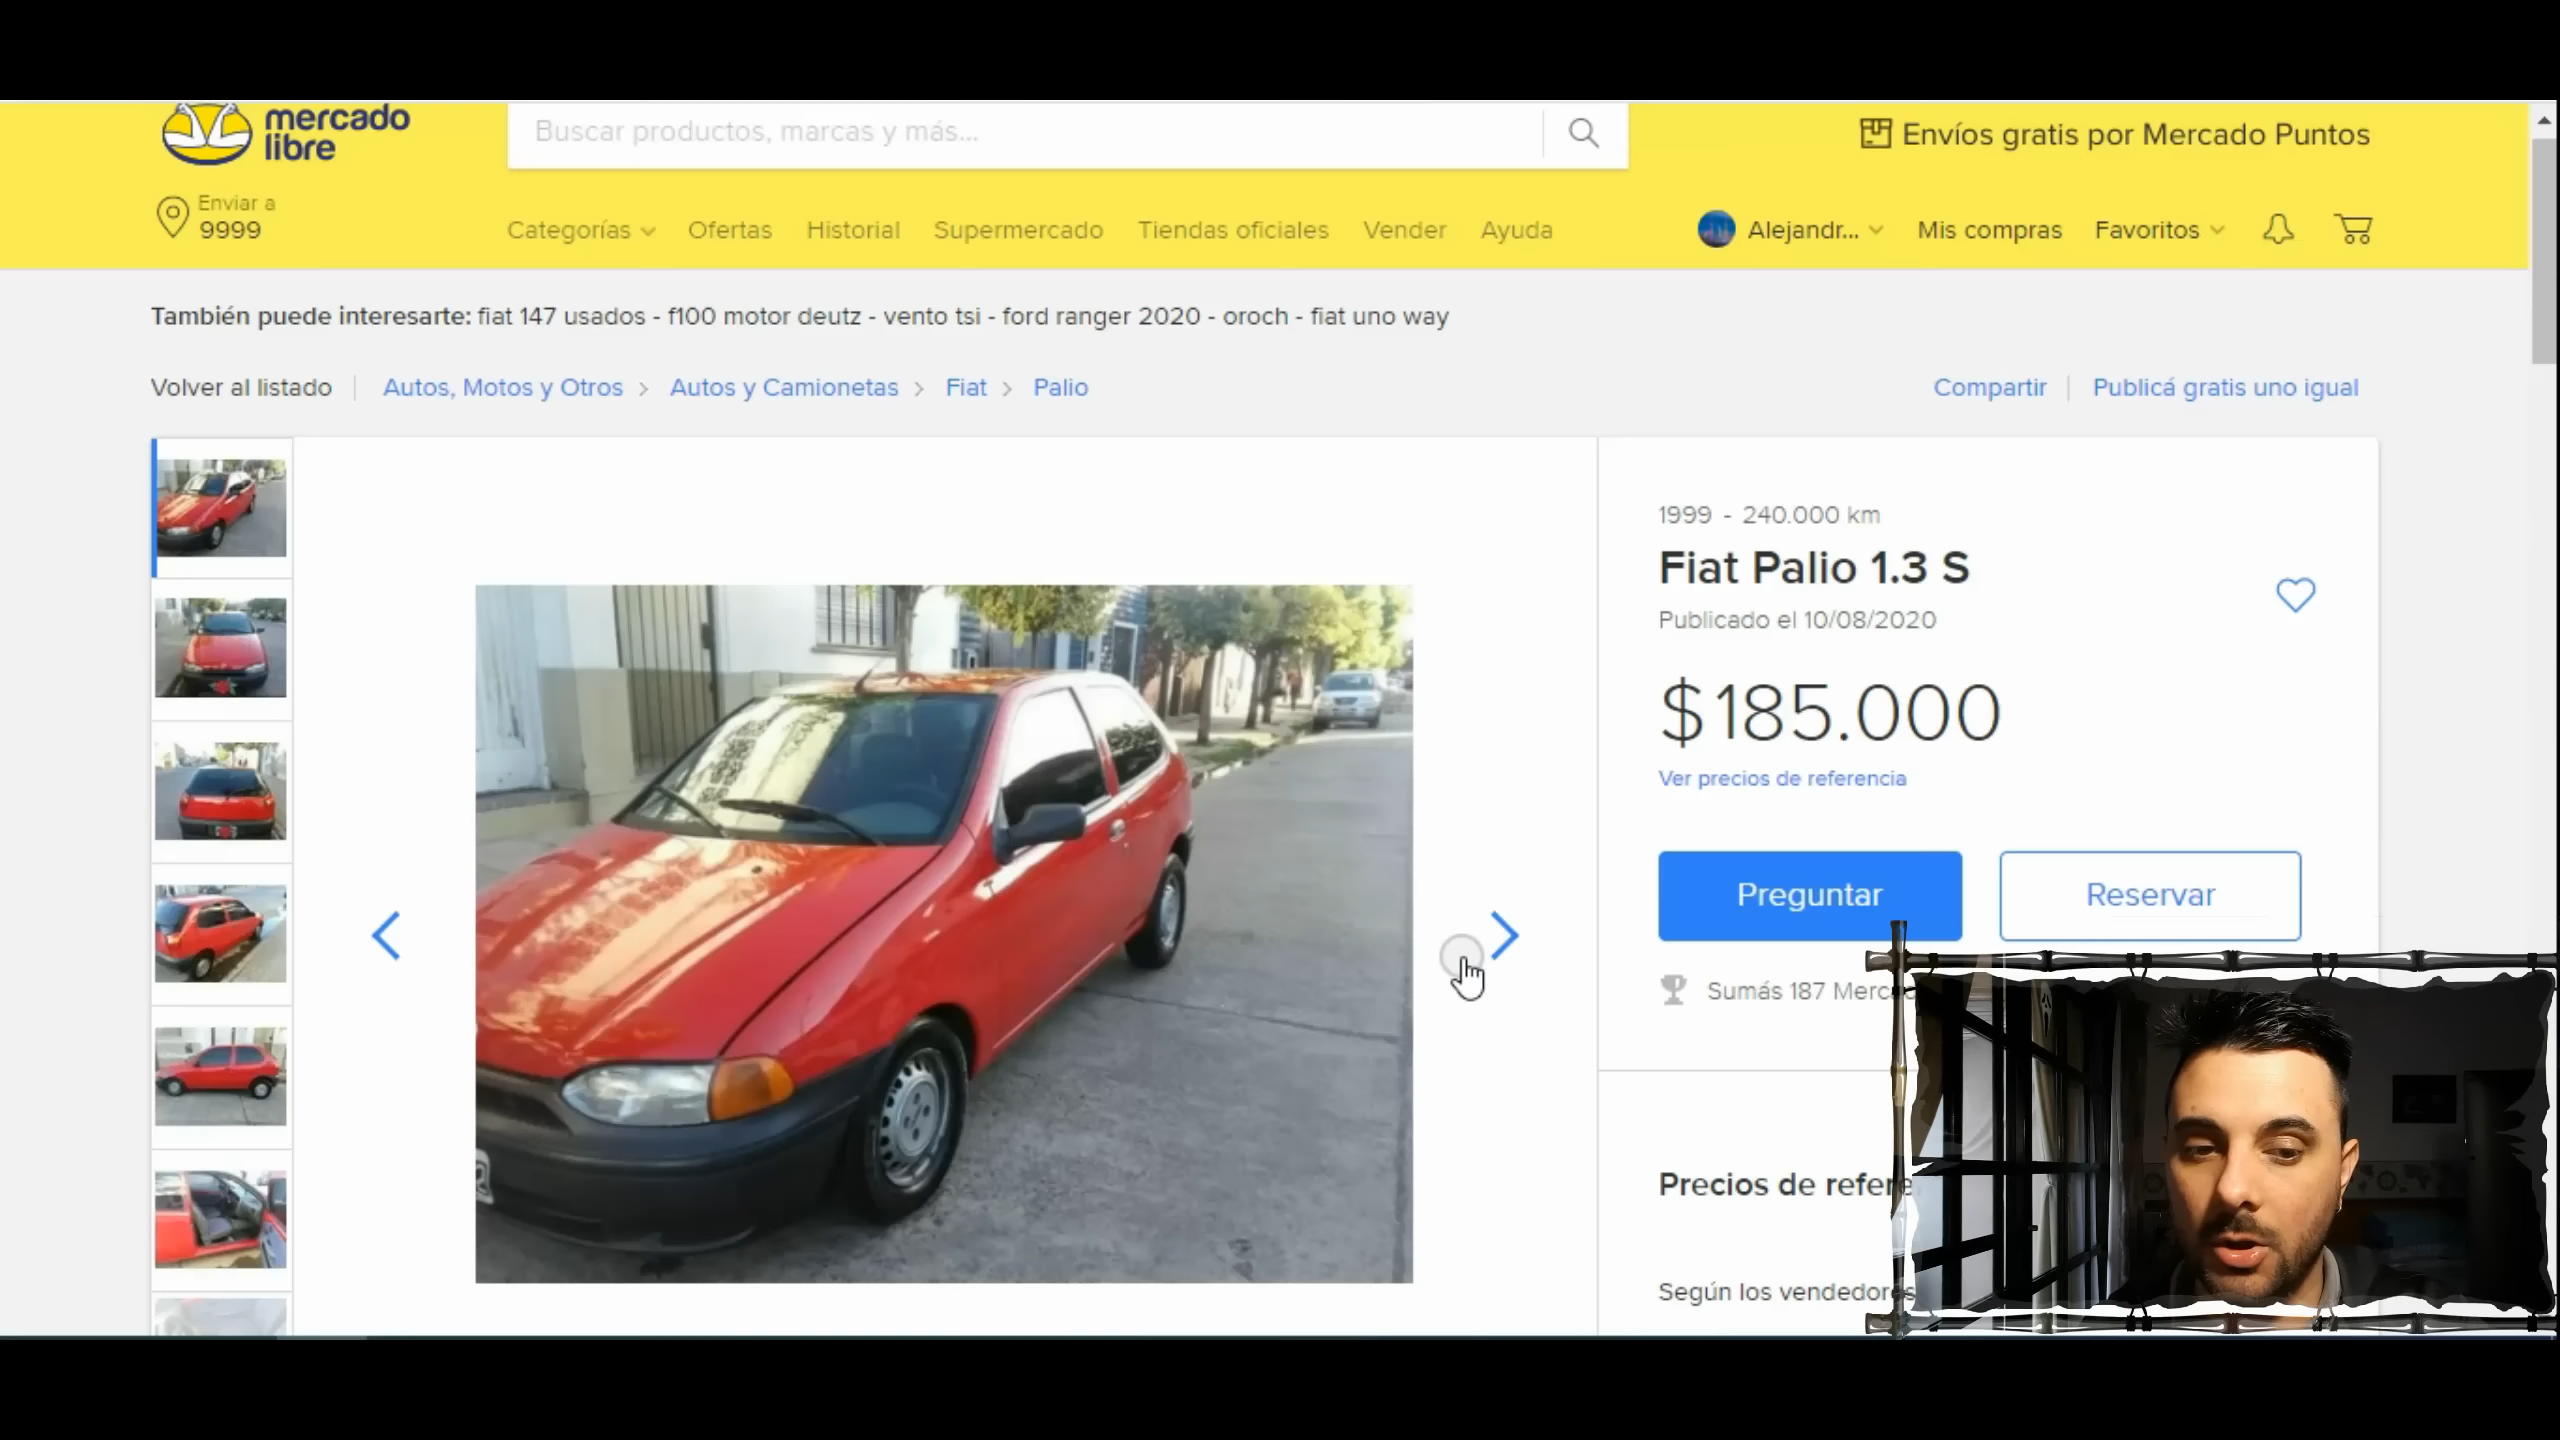 mercado
libre
Buscar productos, marcas y más...
Envíos gratis por Mercado Puntos
Enviar a
9999
Categorías
Ofertas
Historial
Supermercado
Tiendas oficiales
Vender
Ayuda
Alejandr...
Mis compras
Favoritos
También puede interesarte: fiat 147 usados - f100 motor deutz - vento tsi - ford ranger 2020 - oroch - fiat uno way
Volver al listado
Autos, Motos y Otros > Autos y Camionetas > Fiat > Palio
Compartir
Publicá gratis uno igual
1999 - 240.000 km
Fiat Palio 1.3 S
Publicado el 10/08/2020
$185.000
Ver precios de referencia
Preguntar
Reservar
Sumás 187
Precios de
Según los